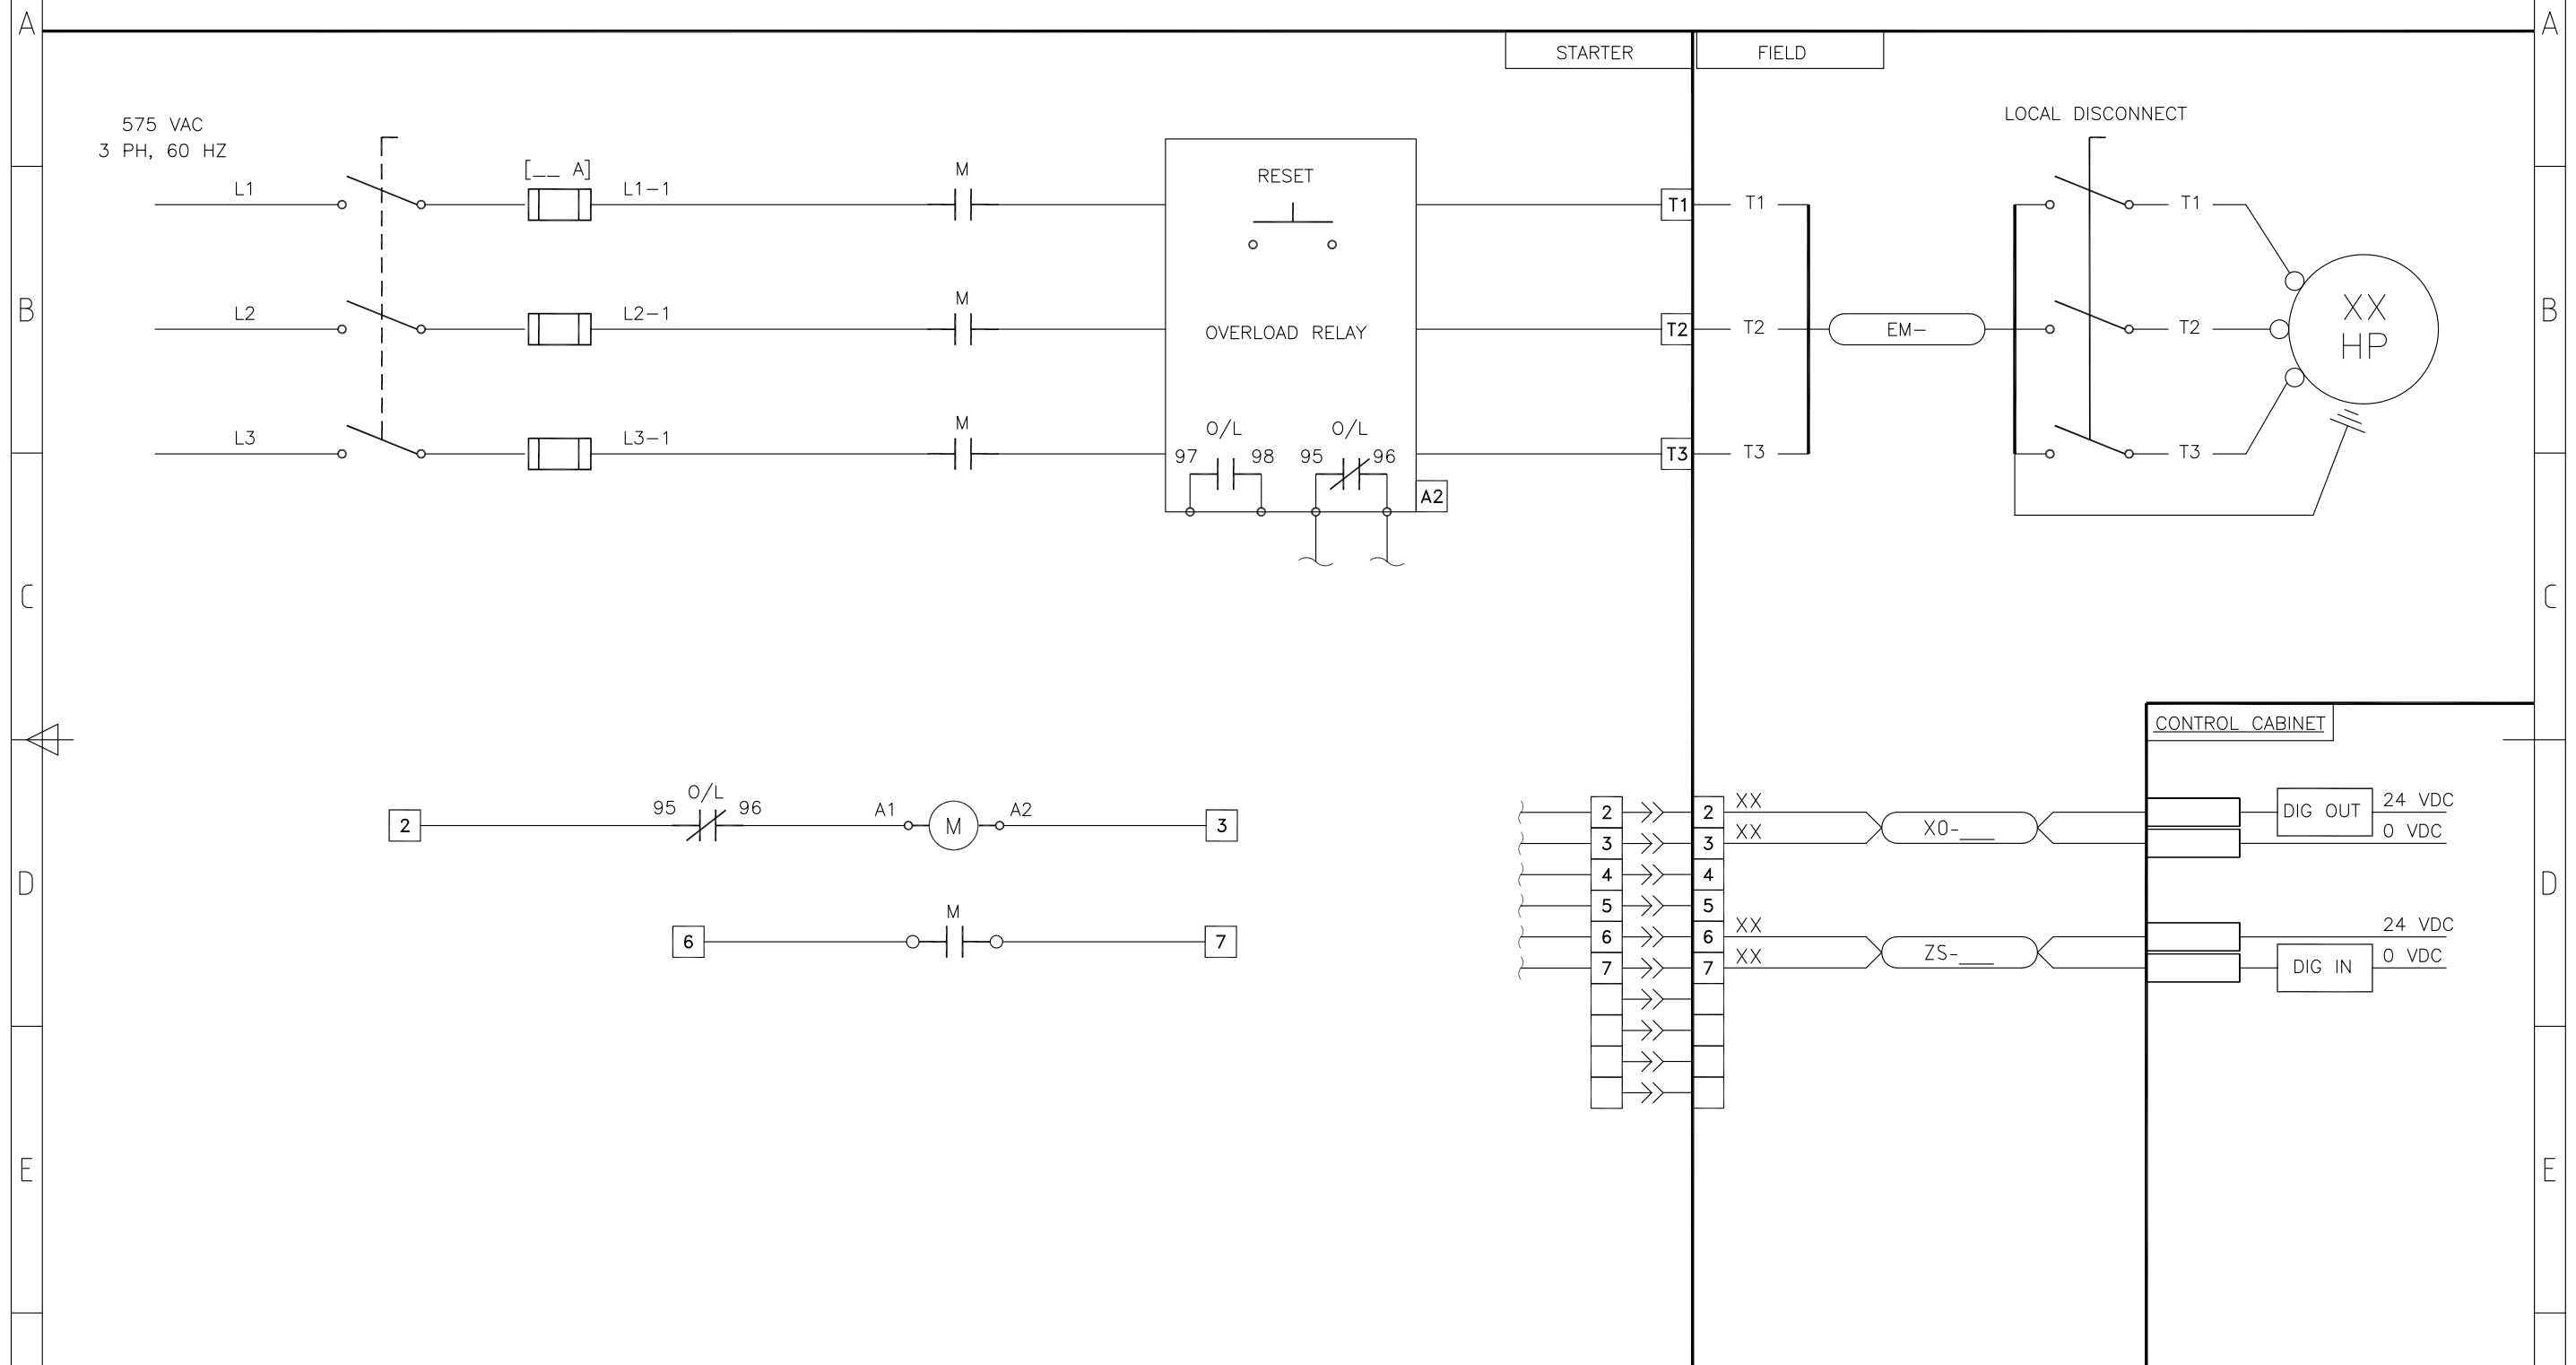 A
A
STARTER
FIELD
575 VAC
3 PH, 60 HZ
LOCAL DISCONNECT
[__ A]
L1
L1-1
M
RESET
T1
T1
T1
B
L2
L2-1
M
OVERLOAD RELAY
T2
T2
EM-
T2
XX
HP
B
L3
L3-1
M
O/L
O/L
97
98
95
96
T3
T3
T3
A2
C
C
CONTROL CABINET
2
95
O/L
96
A1
M
A2
3
2
2
XX
XO-___
DIG OUT
24 VDC
3
3
XX
0 VDC
D
4
4
D
5
5
6
M
7
6
6
XX
ZS-___
24 VDC
7
7
XX
DIG IN
0 VDC
E
E